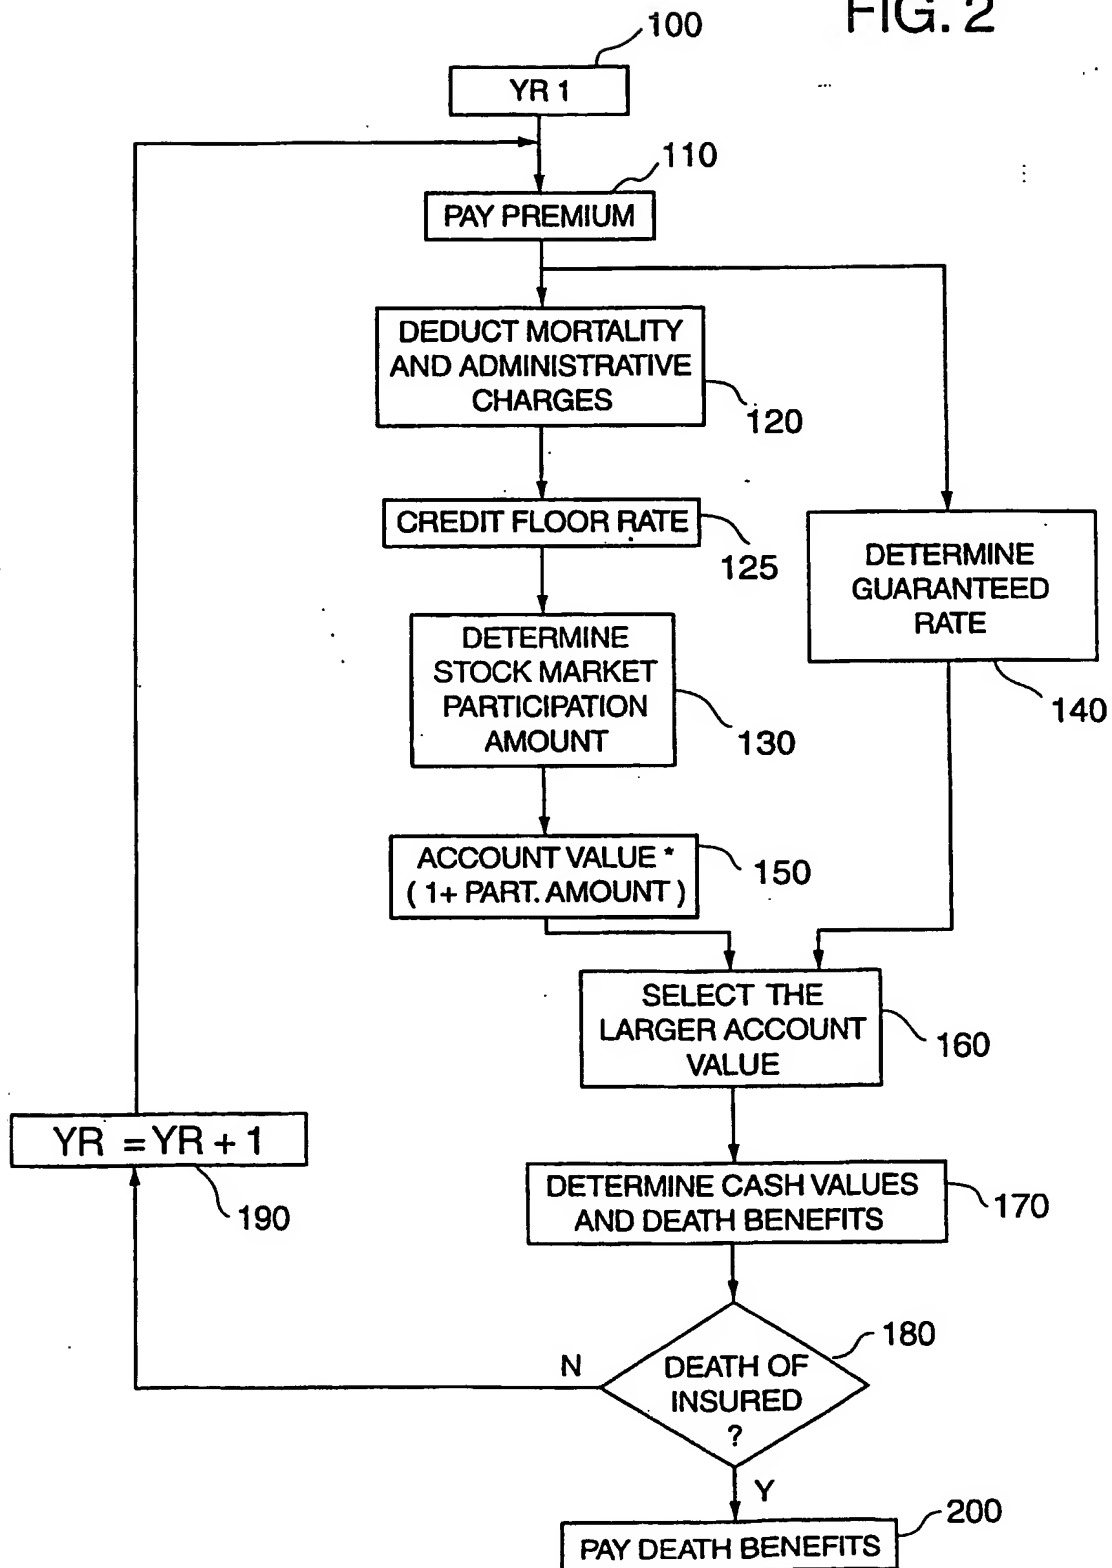 FIG. 2
100
YR 1
110
PAY PREMIUM
DEDUCT MORTALITY
AND ADMINISTRATIVE
CHARGES
120
CREDIT FLOOR RATE
125
DETERMINE
GUARANTEED
RATE
140
DETERMINE
STOCK MARKET
PARTICIPATION
AMOUNT
130
ACCOUNT VALUE *
( 1+ PART. AMOUNT )
150
SELECT THE
LARGER ACCOUNT
VALUE
160
YR = YR + 1
190
DETERMINE CASH VALUES
AND DEATH BENEFITS
170
180
N
DEATH OF
INSURED
?
Y
200
PAY DEATH BENEFITS